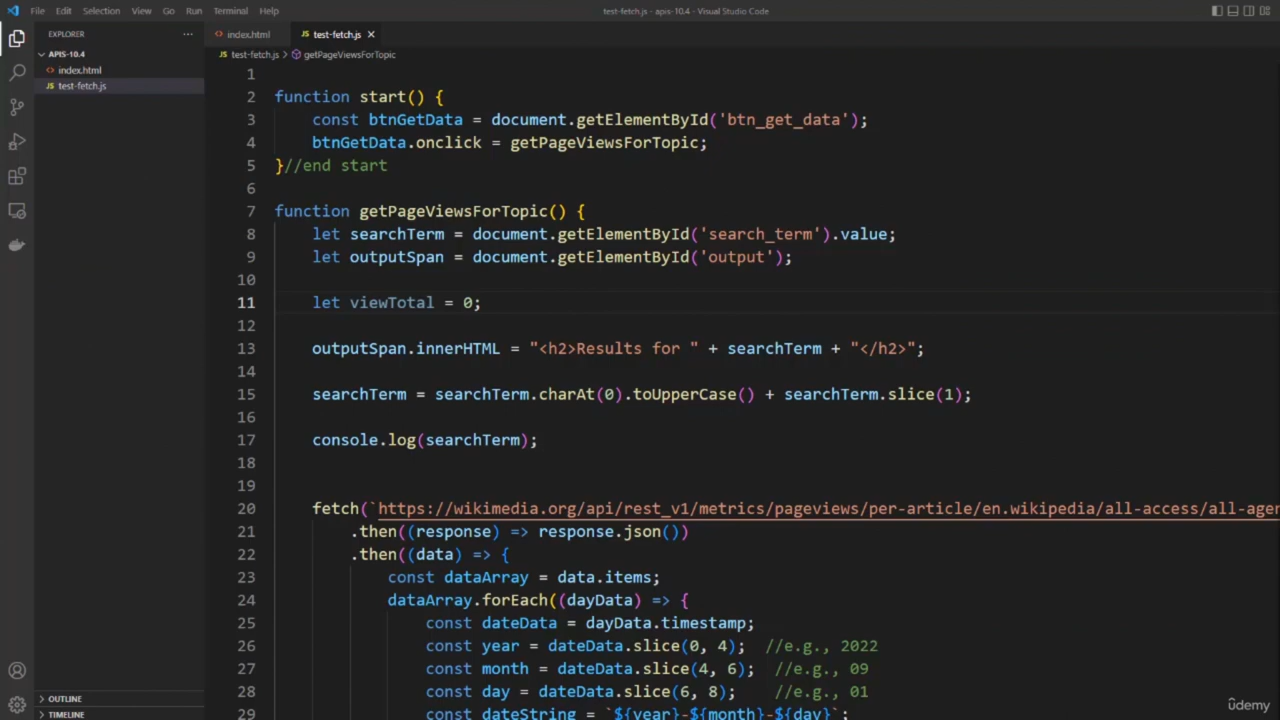 File Edit Selection View Go Run Terminal Help
test-fetch.js - apis-10.4 - Visual Studio Code
EXPLORER
APIS-10.4
index.html
JS test-fetch.js
OUTLINE
TIMELINE
index.html JS test-fetch.js
JS test-fetch.js > getPageViewsForTopic
1
2 function start() {
3 const btnGetData = document.getElementById('btn_get_data');
4 btnGetData.onclick = getPageViewsForTopic;
5 }//end start
6
7 function getPageViewsForTopic() {
8 let searchTerm = document.getElementById('search_term').value;
9 let outputSpan = document.getElementById('output');
10
11 let viewTotal = 0;
12
13 outputSpan.innerHTML = "<h2>Results for " + searchTerm + "</h2>";
14
15 searchTerm = searchTerm.charAt(0).toUpperCase() + searchTerm.slice(1);
16
17 console.log(searchTerm);
18
19
20 fetch(`https://wikimedia.org/api/rest_v1/metrics/pageviews/per-article/en.wikipedia/all-access/all-agen
21 .then((response) => response.json())
22 .then((data) => {
23 const dataArray = data.items;
24 dataArray.forEach((dayData) => {
25 const dateData = dayData.timestamp;
26 const year = dateData.slice(0, 4); //e.g., 2022
27 const month = dateData.slice(4, 6); //e.g., 09
28 const day = dateData.slice(6, 8); //e.g., 01
29 const dateString = `${year}-${month}-${day}`;
ûdemy